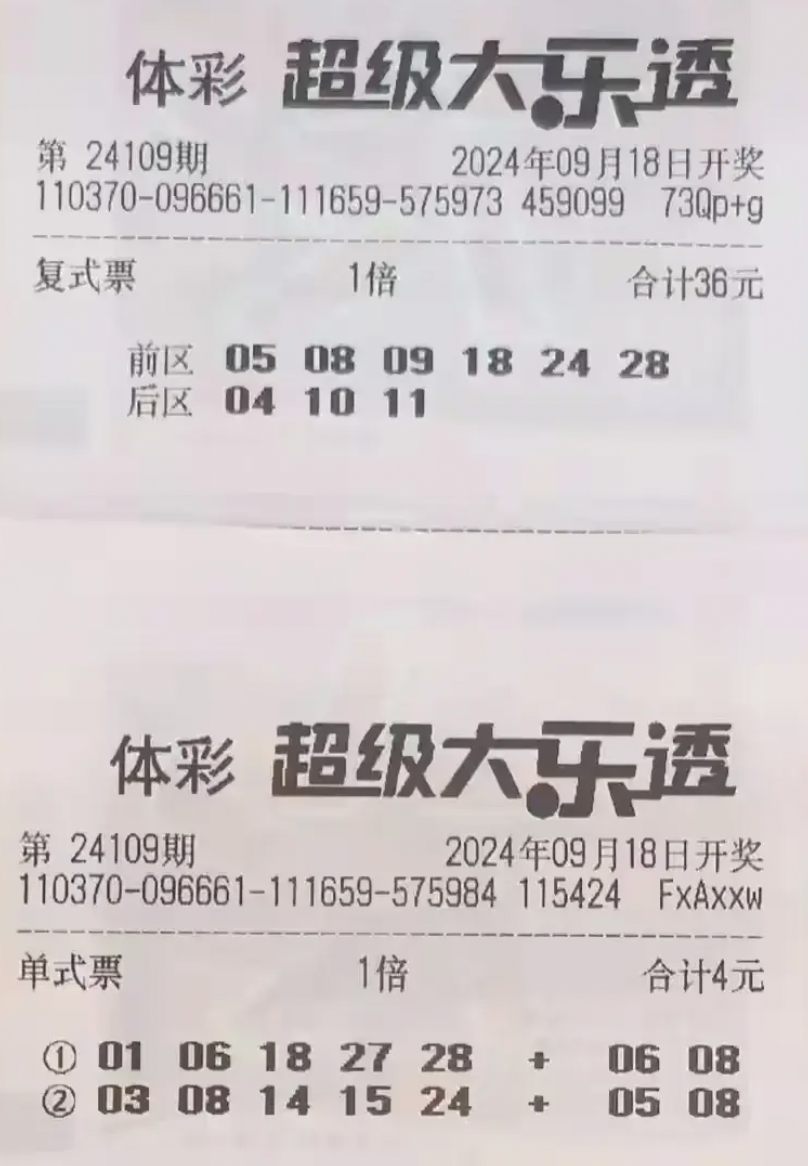 体彩 超级大乐透
第 24109期 2024年09月18日开奖
110370-096661-111659-575973 459099 73Qp+g
复式票 1倍 合计36元
前区 05 08 09 18 24 28
后区 04 10 11
体彩 超级大乐透
第 24109期 2024年09月18日开奖
110370-096661-111659-575984 115424 FxAxxw
单式票 1倍 合计4元
① 01 06 18 27 28 + 06 08
② 03 08 14 15 24 + 05 08